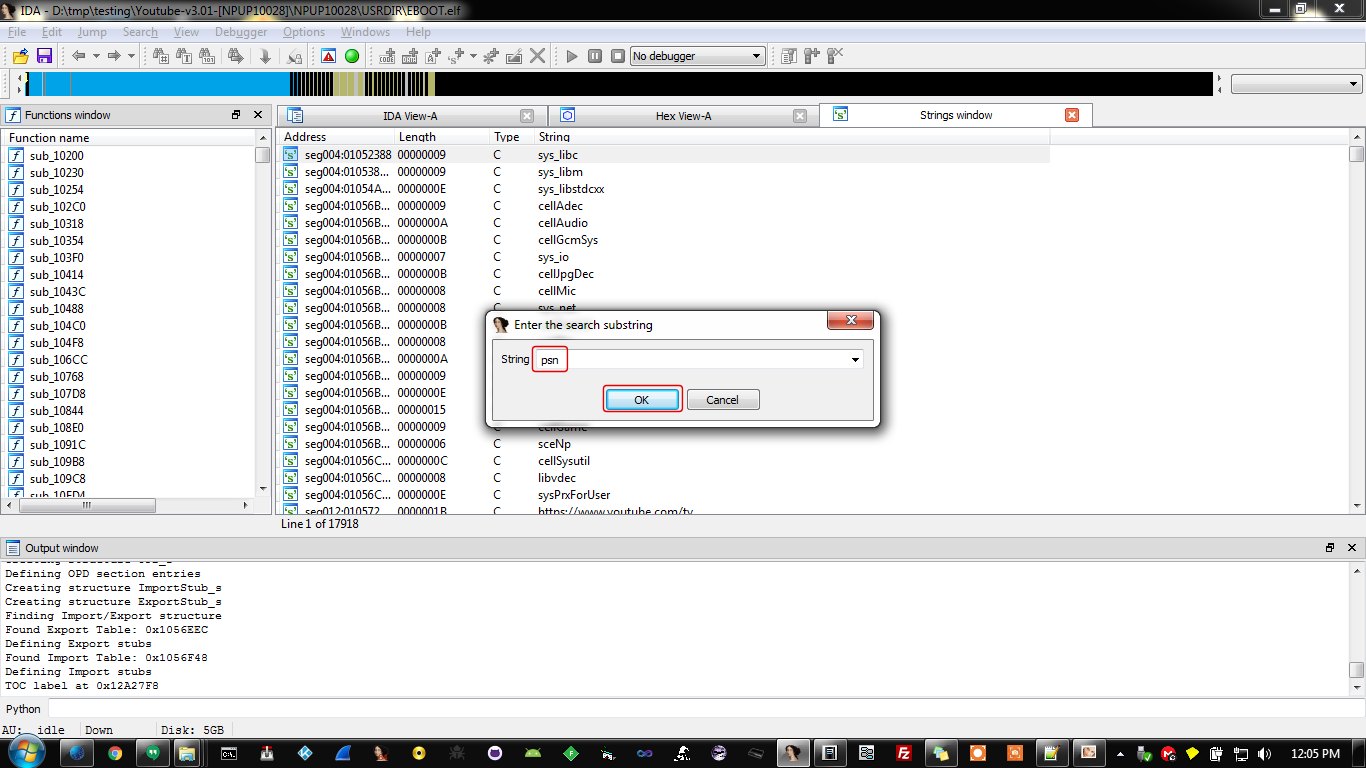 IDA - D:\tmp\testing\Youtube-v3.01-[NPUP10028]\NPUP10028\USRDIR\EBOOT.elf
File Edit Jump Search View Debugger Options Windows Help
No debugger
Functions window
IDA View-A Hex View-A Strings window
Function name
sub_10200
sub_10230
sub_10254
sub_102C0
sub_10318
sub_10354
sub_103F0
sub_10414
sub_1043C
sub_10488
sub_104C0
sub_104F8
sub_106CC
sub_10768
sub_107D8
sub_10844
sub_108E0
sub_1091C
sub_109B8
sub_109C8
sub_10ED4
Address Length Type String
seg004:01052388 00000009 C sys_libc
seg004:010538... 00000009 C sys_libm
seg004:01054A... 0000000E C sys_libstdcxx
seg004:01056B... 00000009 C cellAdec
seg004:01056B... 0000000A C cellAudio
seg004:01056B... 0000000B C cellGcmSys
seg004:01056B... 00000007 C sys_io
seg004:01056B... 0000000B C cellJpgDec
seg004:01056B... 00000008 C cellMic
seg004:01056B... 00000008 C sys_net
seg004:01056B... 0000000B
seg004:01056B... 00000008
seg004:01056B... 0000000A
seg004:01056B... 00000009
seg004:01056B... 0000000E
seg004:01056B... 00000015
seg004:01056B... 00000009 C cellGame
seg004:01056B... 00000006 C sceNp
seg004:01056C... 0000000C C cellSysutil
seg004:01056C... 00000008 C libvdec
seg004:01056C... 0000000E C sysPrxForUser
seg012:010572... 0000001B C https://www.youtube.com/tv
Line 1 of 17918
Enter the search substring
String psn
OK Cancel
Output window
Defining OPD section entries
Creating structure ImportStub_s
Creating structure ExportStub_s
Finding Import/Export structure
Found Export Table: 0x1056EEC
Defining Export stubs
Found Import Table: 0x1056F48
Defining Import stubs
TOC label at 0x12A27F8
Python
AU: idle Down Disk: 5GB
12:05 PM